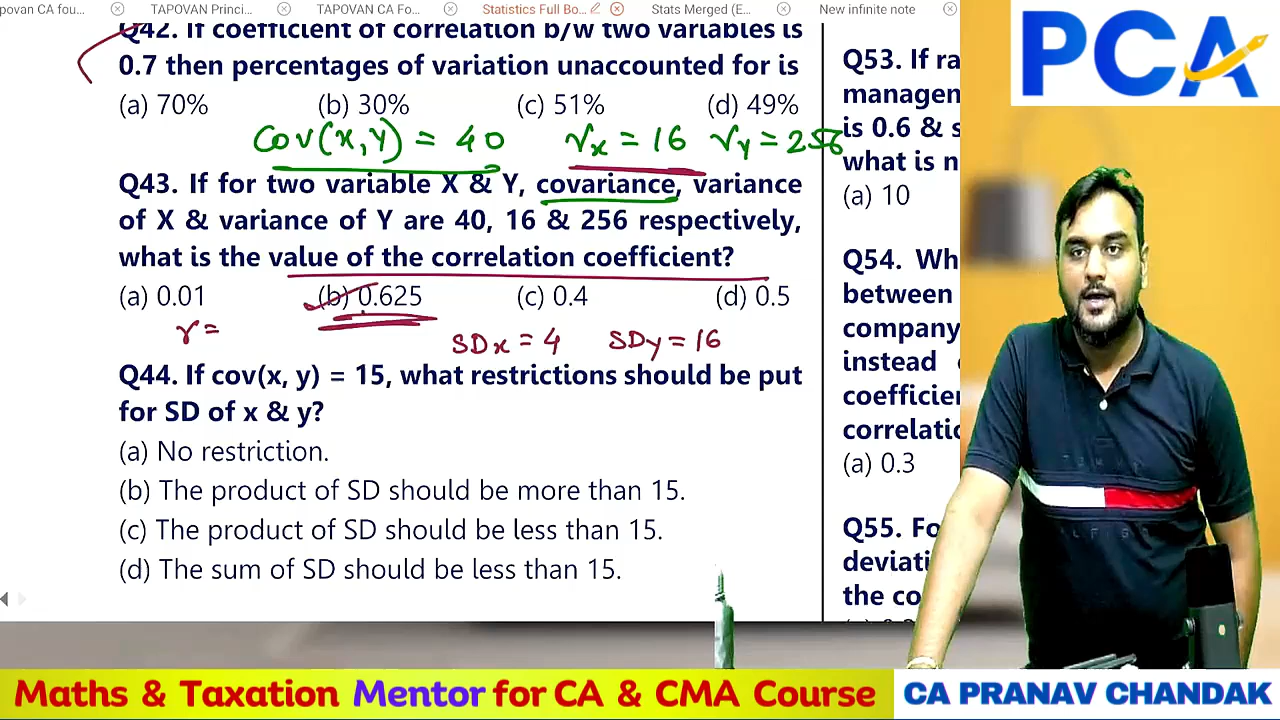 apovan CA fou...
TAPOVAN Princi...
TAPOVAN CA Fo...
Statistics Full Bo...
Stats Merged (E...
New infinite note
Q42. If coefficient of correlation b/w two variables is
0.7 then percentages of variation unaccounted for is
(a) 70% (b) 30% (c) 51% (d) 49%
Cov(X,Y) = 40 Vx = 16 Vy = 256
Q43. If for two variable X & Y, covariance, variance
of X & variance of Y are 40, 16 & 256 respectively,
what is the value of the correlation coefficient?
(a) 0.01 (b) 0.625 (c) 0.4 (d) 0.5
r = SDx = 4 SDy = 16
Q44. If cov(x, y) = 15, what restrictions should be put
for SD of x & y?
(a) No restriction.
(b) The product of SD should be more than 15.
(c) The product of SD should be less than 15.
(d) The sum of SD should be less than 15.
Q53. If ra
managem
is 0.6 & s
what is n
(a) 10
Q54. Wh
between
company
instead
coefficier
correlatic
(a) 0.3
Q55. Fo
deviati
the co
PCA
Maths & Taxation Mentor for CA & CMA Course
CA PRANAV CHANDAK